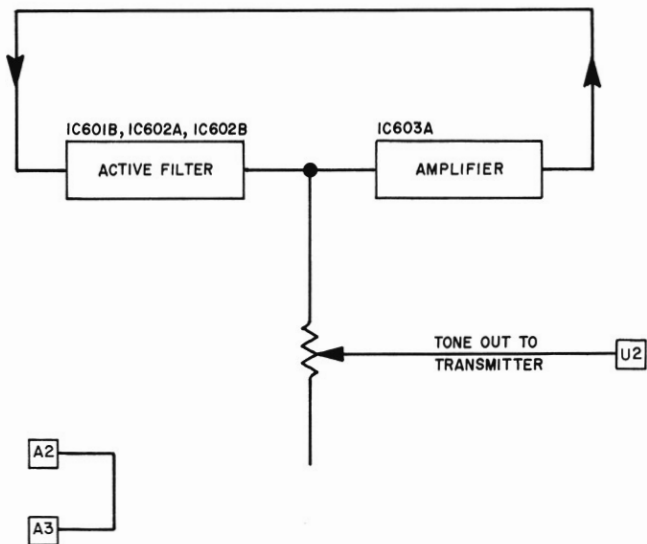 IC601B, IC602A, IC602B
ACTIVE FILTER
IC603A
AMPLIFIER
TONE OUT TO
TRANSMITTER
U2
A2
A3